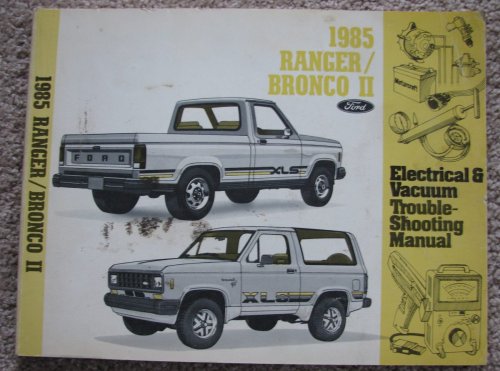 1985 RANGER/BRONCO II
1985
RANGER/
BRONCO II
Ford
Motorcraft
FORD
XLS
Electrical &
Vacuum
Trouble-
Shooting
Manual
XLS